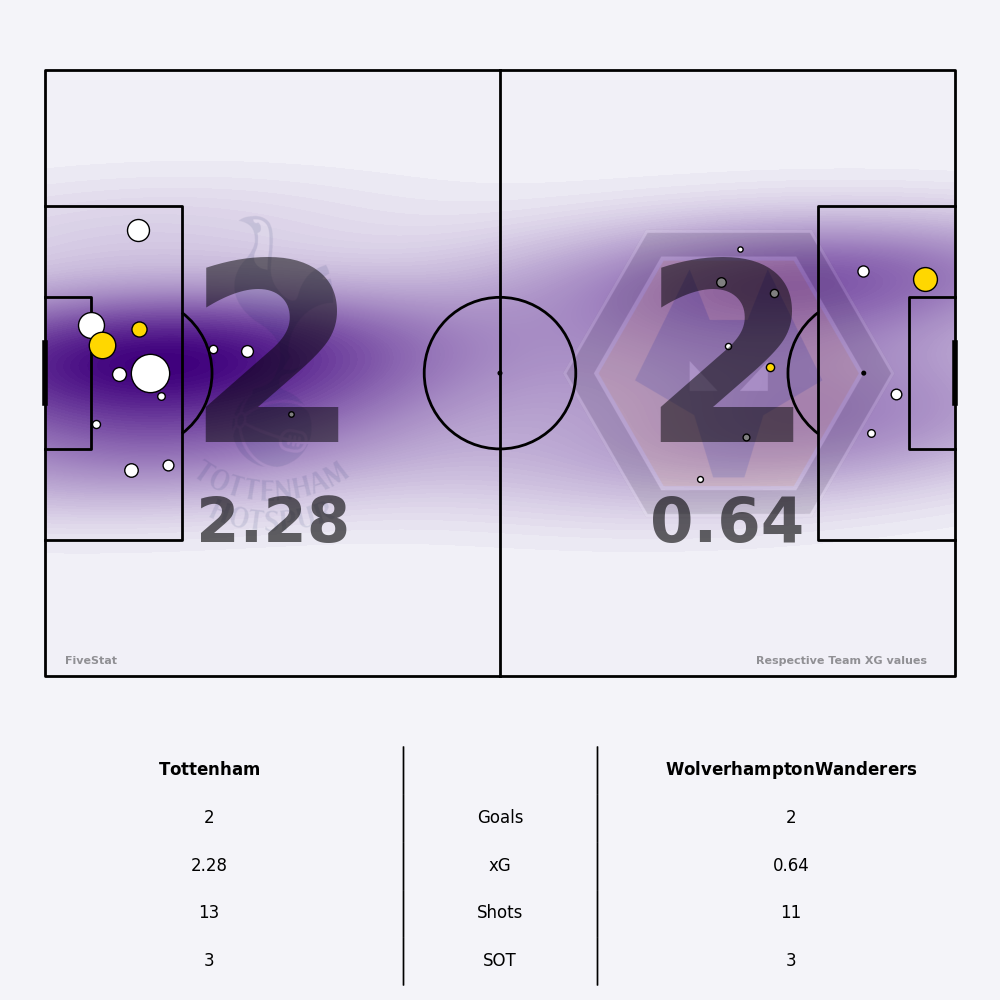 2
2
TOTTENHAM
HOTSPUR
2.28
0.64
FiveStat
Respective Team XG values
Tottenham
WolverhamptonWanderers
2
Goals
2
2.28
xG
0.64
13
Shots
11
3
SOT
3